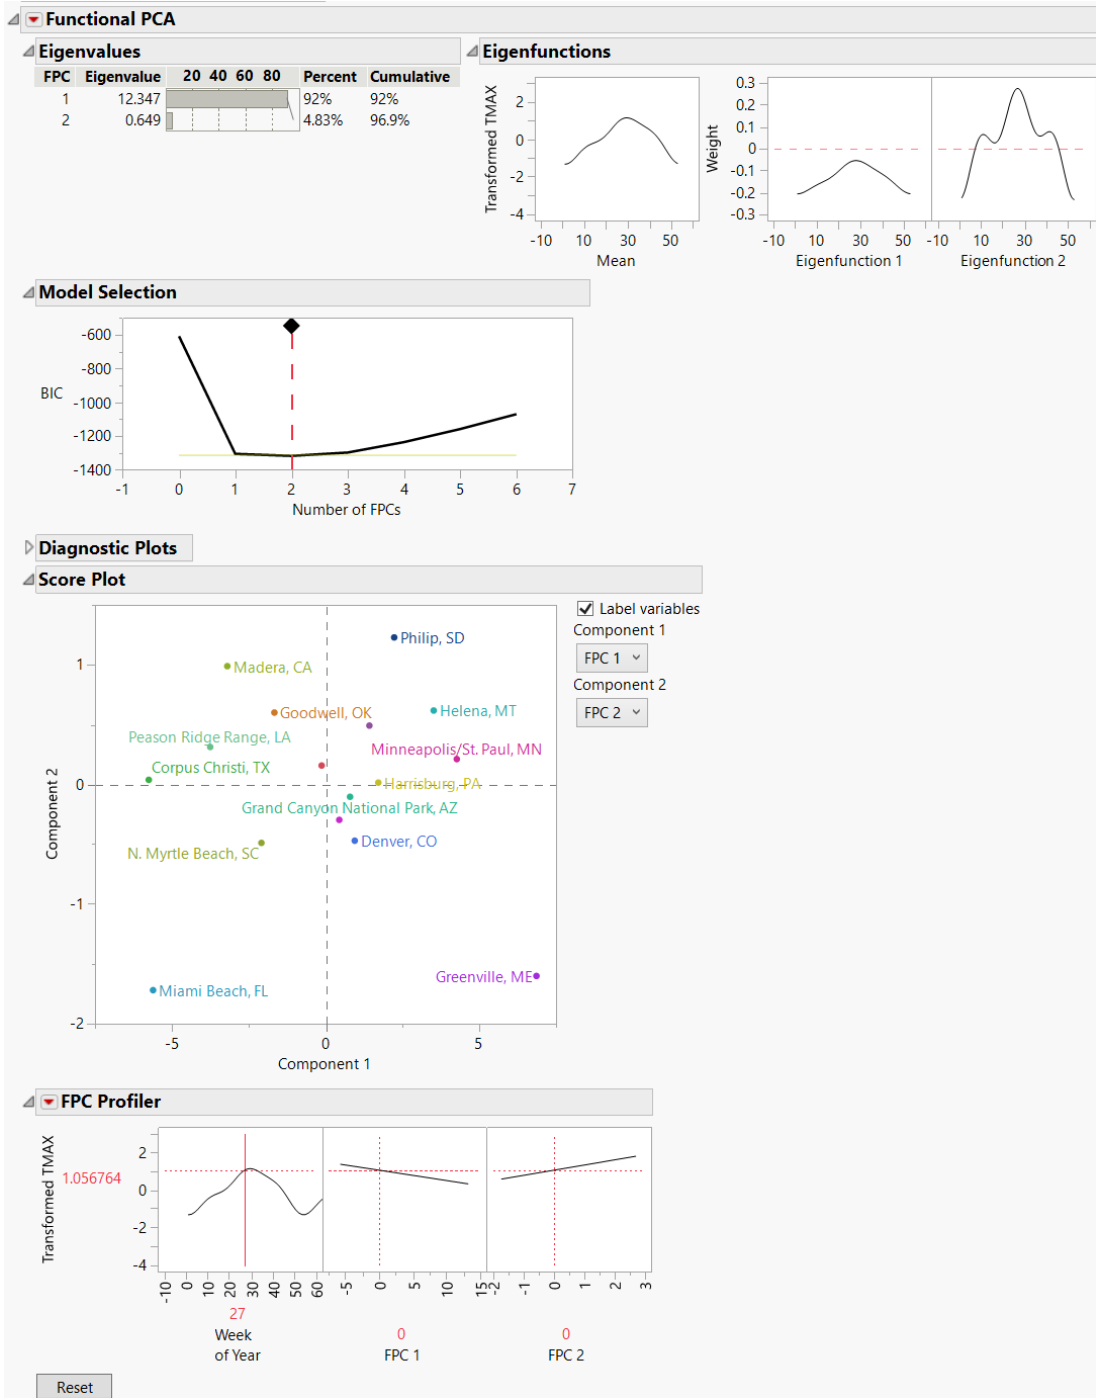 Functional PCA
Eigenvalues
FPC Eigenvalue 20 40 60 80 Percent Cumulative
1 12.347 92% 92%
2 0.649 4.83% 96.9%
Eigenfunctions
Transformed TMAX
2
0
-2
-4
-10 10 30 50
Mean
Weight
0.3
0.2
0.1
0
-0.1
-0.2
-0.3
-10 10 30 50 -10 10 30 50
Eigenfunction 1 Eigenfunction 2
Model Selection
BIC
-600
-800
-1000
-1200
-1400
-1 0 1 2 3 4 5 6 7
Number of FPCs
Diagnostic Plots
Score Plot
Component 2
1
0
-1
-2
Philip, SD
Madera, CA
Goodwell, OK
Helena, MT
Peason Ridge Range, LA
Minneapolis/St. Paul, MN
Corpus Christi, TX
Harrisburg, PA
Grand Canyon National Park, AZ
Denver, CO
N. Myrtle Beach, SC
Greenville, ME
Miami Beach, FL
-5 0 5
Component 1
Label variables
Component 1
FPC 1
Component 2
FPC 2
FPC Profiler
Transformed TMAX
1.056764
2
0
-2
-4
-10 0 10 20 30 40 50 60 -5 0 5 10 15 -2 -1 0 1 2 3
27
Week
of Year
0
FPC 1
0
FPC 2
Reset